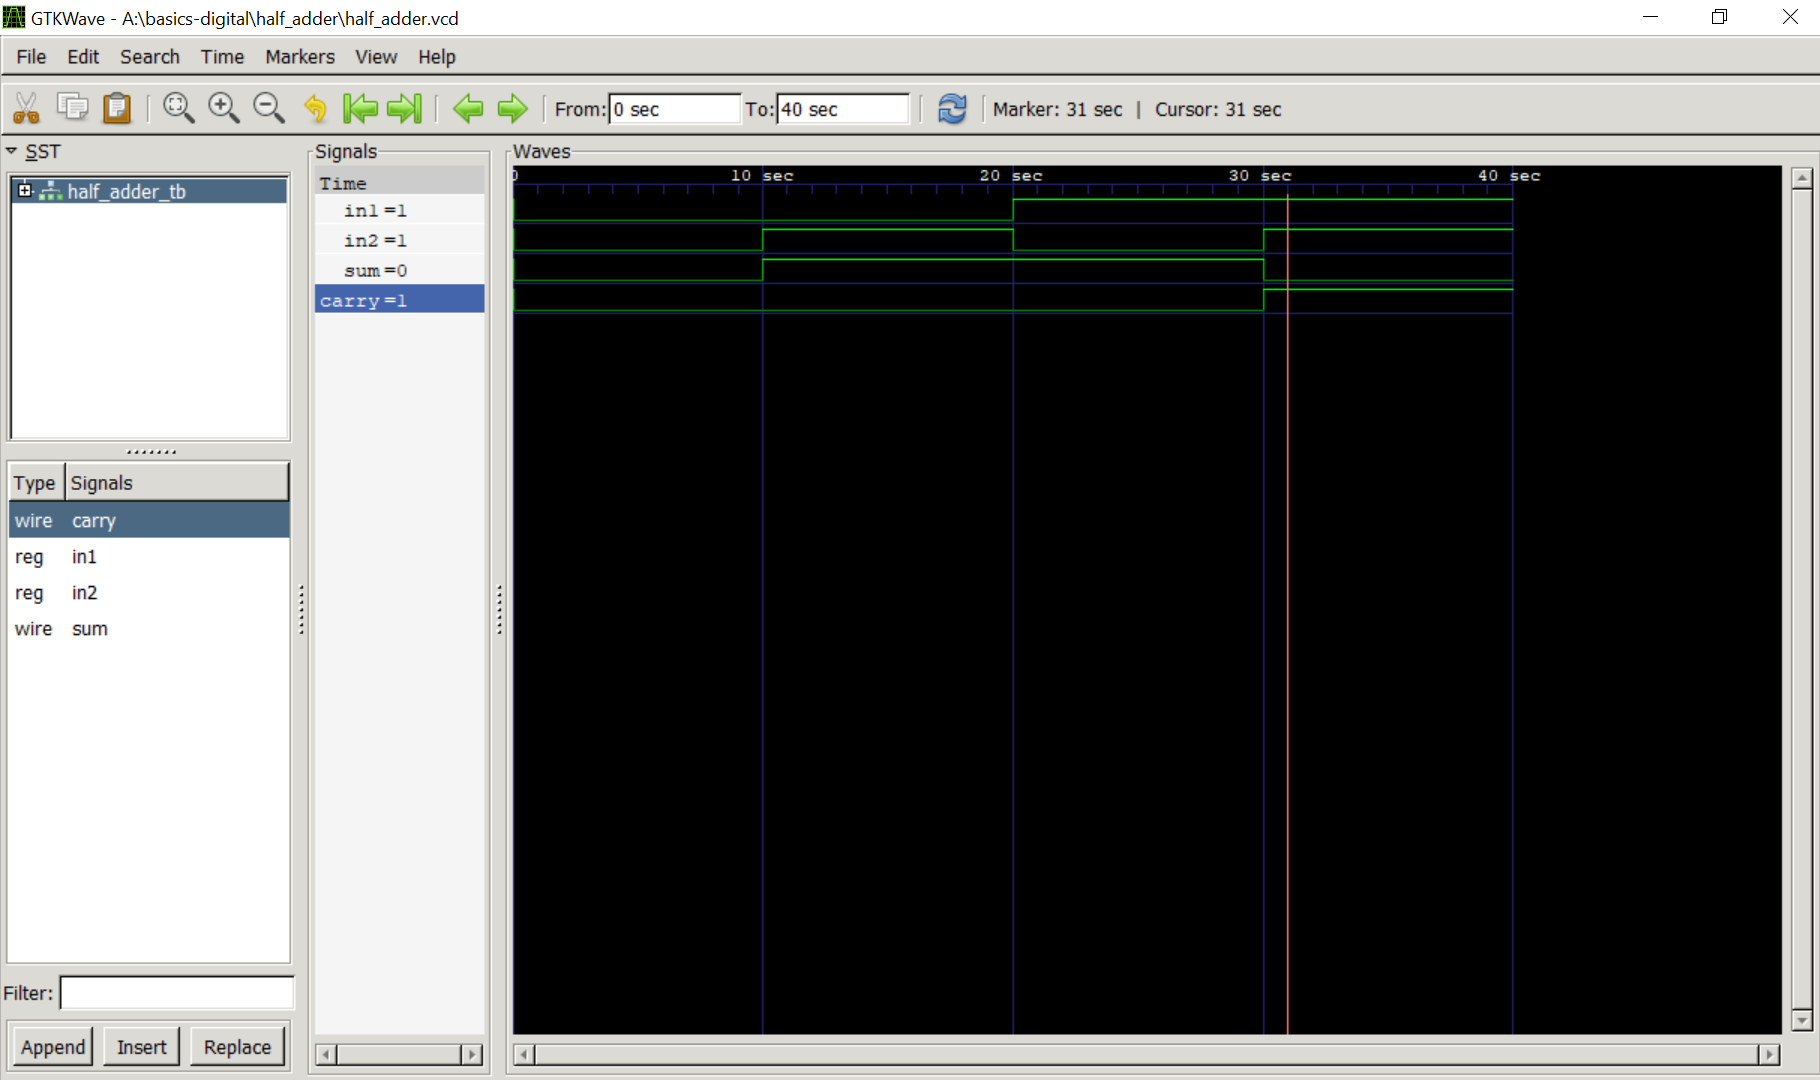 GTKWave - A:\basics-digital\half_adder\half_adder.vcd
File Edit Search Time Markers View Help
From: 0 sec To: 40 sec Marker: 31 sec | Cursor: 31 sec
SST
half_adder_tb
Type Signals
wire carry
reg in1
reg in2
wire sum
Filter:
Append Insert Replace
Signals
Time
in1=1
in2=1
sum=0
carry=1
Waves
0 10 sec 20 sec 30 sec 40 sec